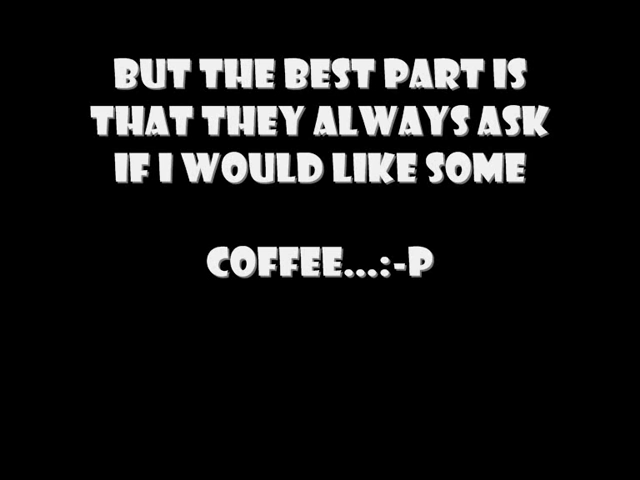 BUT THE BEST PART IS
THAT THEY ALWAYS ASK
IF I WOULD LIKE SOME
COFFEE...:-P